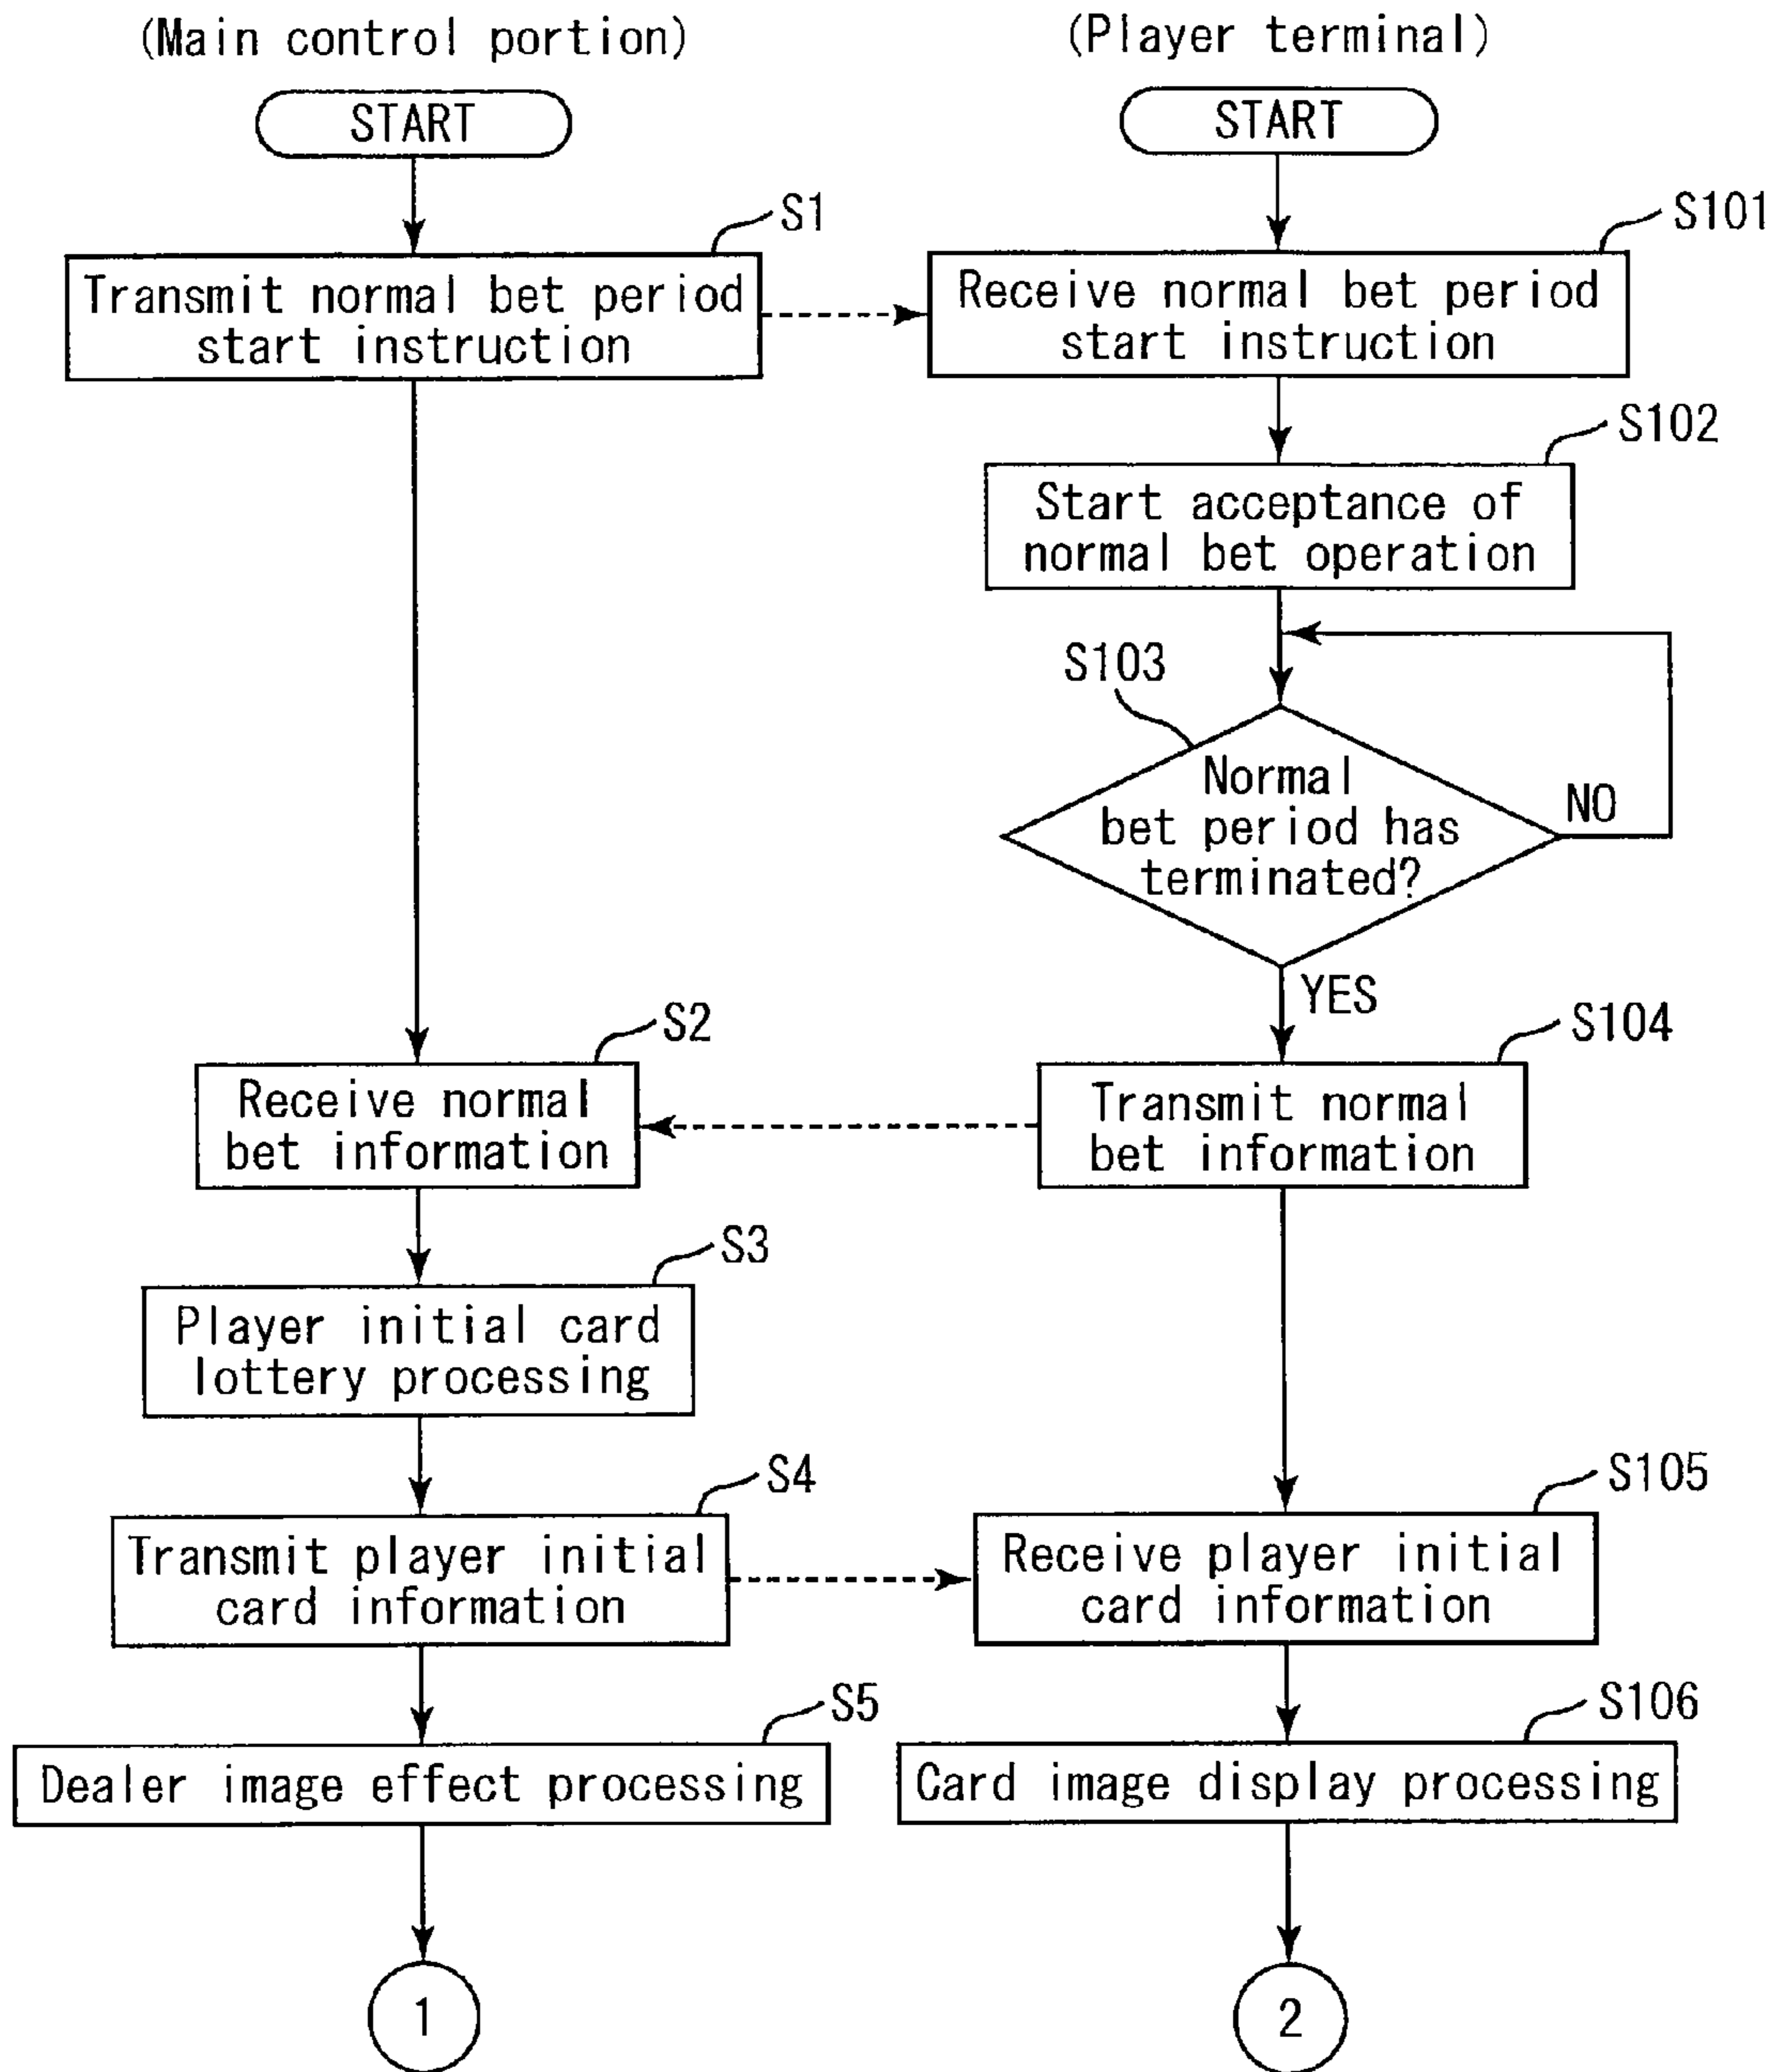 (Main control portion)
START
S1
Transmit normal bet period
start instruction
S2
Receive normal
bet information
S3
Player initial card
lottery processing
S4
Transmit player initial
card information
S5
Dealer image effect processing
1
(Player terminal)
START
S101
Receive normal bet period
start instruction
S102
Start acceptance of
normal bet operation
S103
Normal
bet period has
terminated?
NO
YES
S104
Transmit normal
bet information
S105
Receive player initial
card information
S106
Card image display processing
2